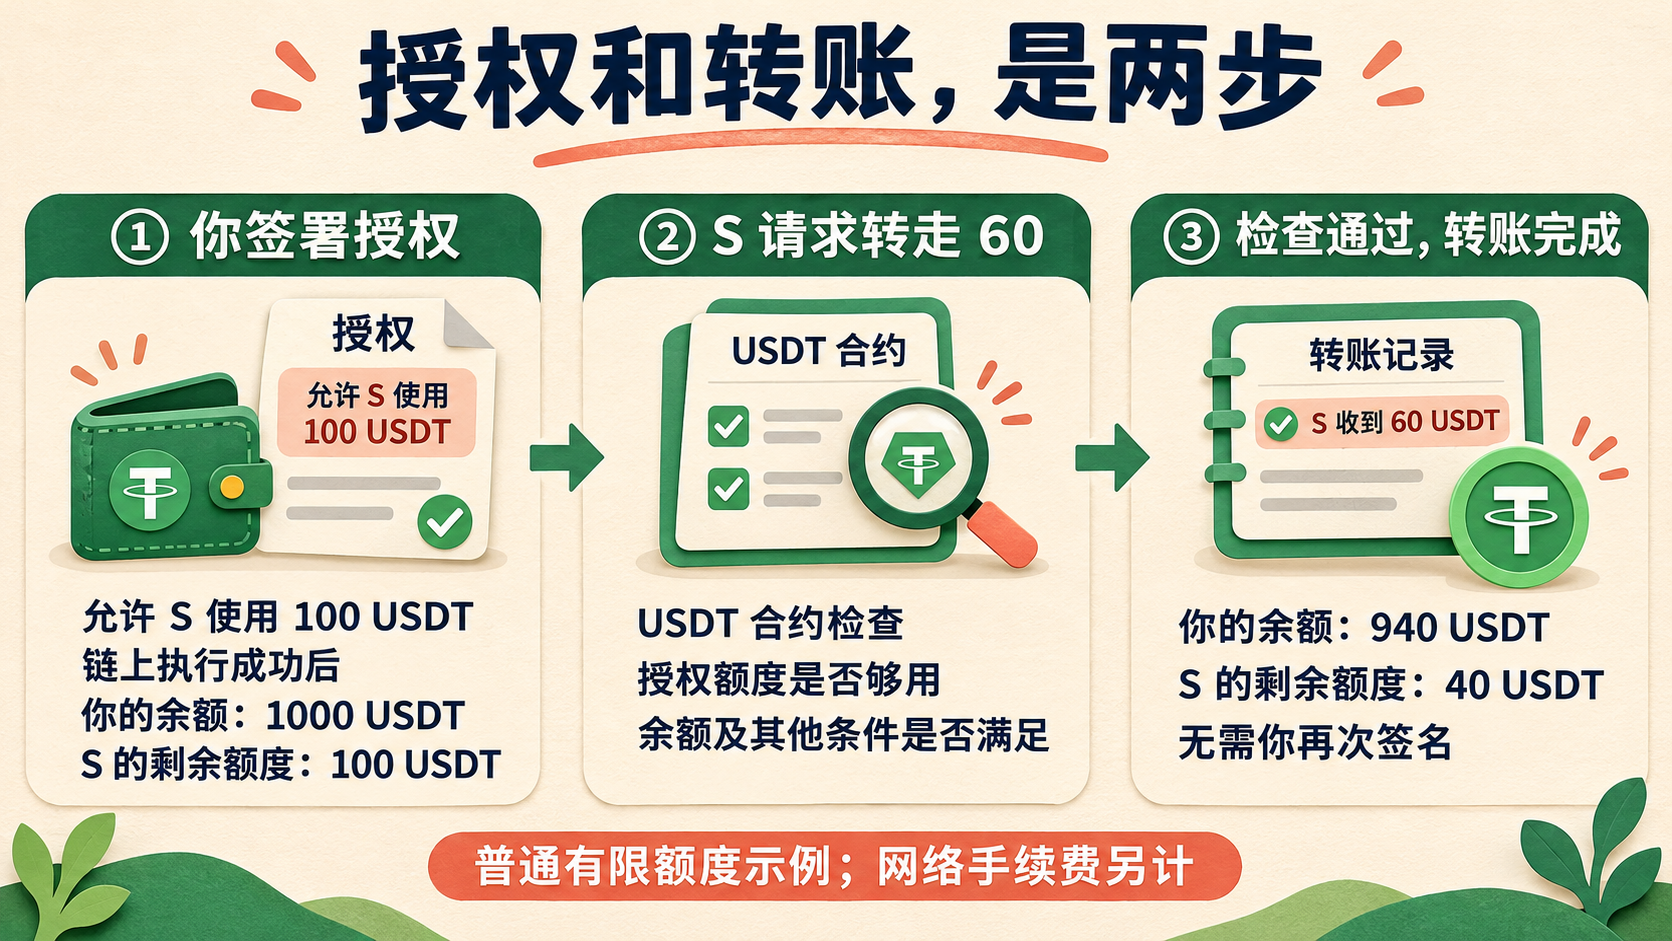 授权和转账，是两步
① 你签署授权
授权
允许 S 使用
100 USDT
允许 S 使用 100 USDT
链上执行成功后
你的余额：1000 USDT
S 的剩余额度：100 USDT
② S 请求转走 60
USDT 合约
USDT 合约检查
授权额度是否够用
余额及其他条件是否满足
③ 检查通过，转账完成
转账记录
S 收到 60 USDT
你的余额：940 USDT
S 的剩余额度：40 USDT
无需你再次签名
普通有限额度示例；网络手续费另计